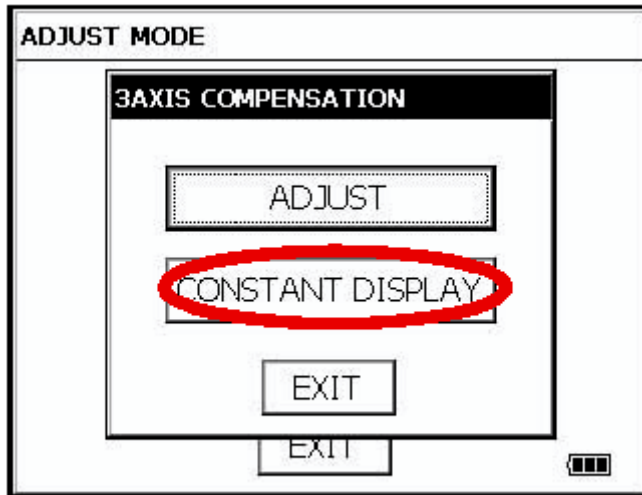 ADJUST MODE
3AXIS COMPENSATION
ADJUST
CONSTANT DISPLAY
EXIT
EXIT